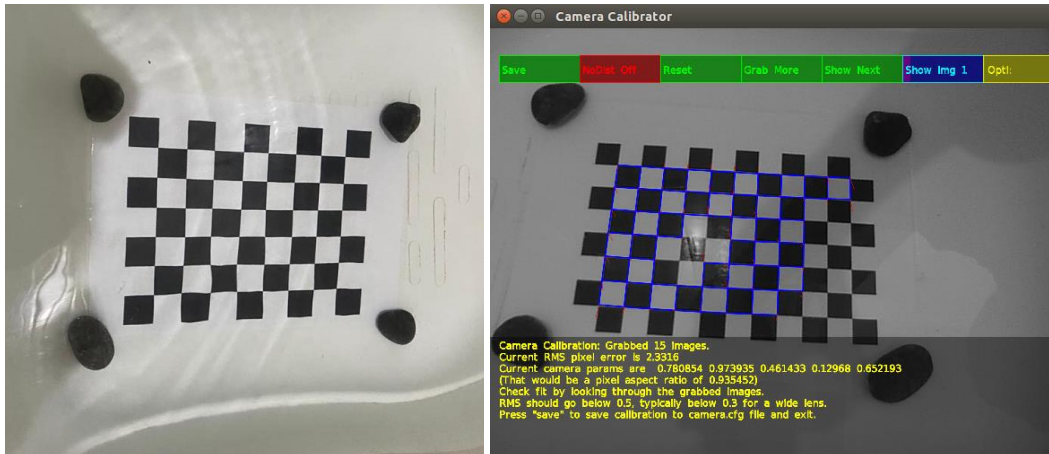 Camera Calibrator
Save NoDist Off Reset Grab More Show Next Show Img 1 Opti:
Camera Calibration: Grabbed 15 images.
Current RMS pixel error is 2.3316
Current camera params are 0.780854 0.973935 0.461433 0.12968 0.652193
(That would be a pixel aspect ratio of 0.935452)
Check fit by looking through the grabbed images.
RMS should go below 0.5, typically below 0.3 for a wide lens.
Press "save" to save calibration to camera.cfg file and exit.